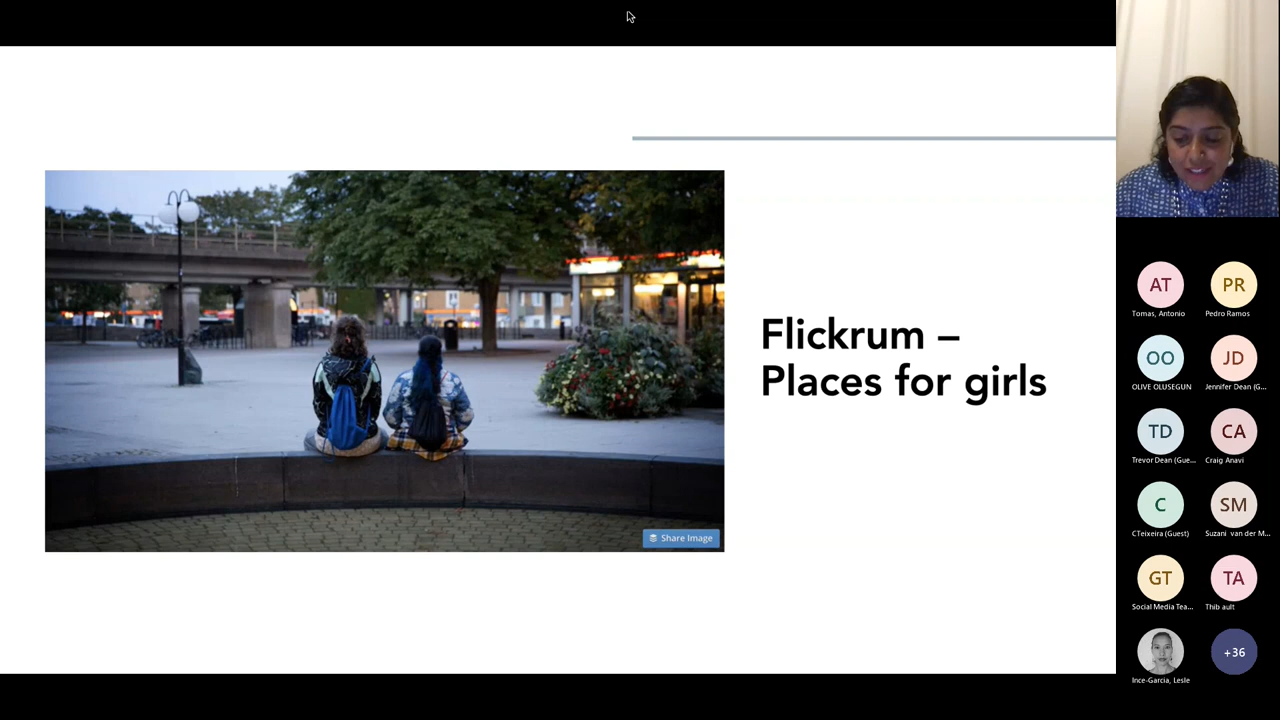 Flickrum –
Places for girls
Share Image
AT
PR
Tomas, Antonio
Pedro Ramos
OO
JD
OLIVE OLUSEGUN
Jennifer Dean (G...
TD
CA
Trevor Dean (Gue...
Craig Anavi
C
SM
CTeixeira (Guest)
Suzani van der M...
GT
TA
Social Media Tea...
Thib ault
+36
Ince-Garcia, Lesle